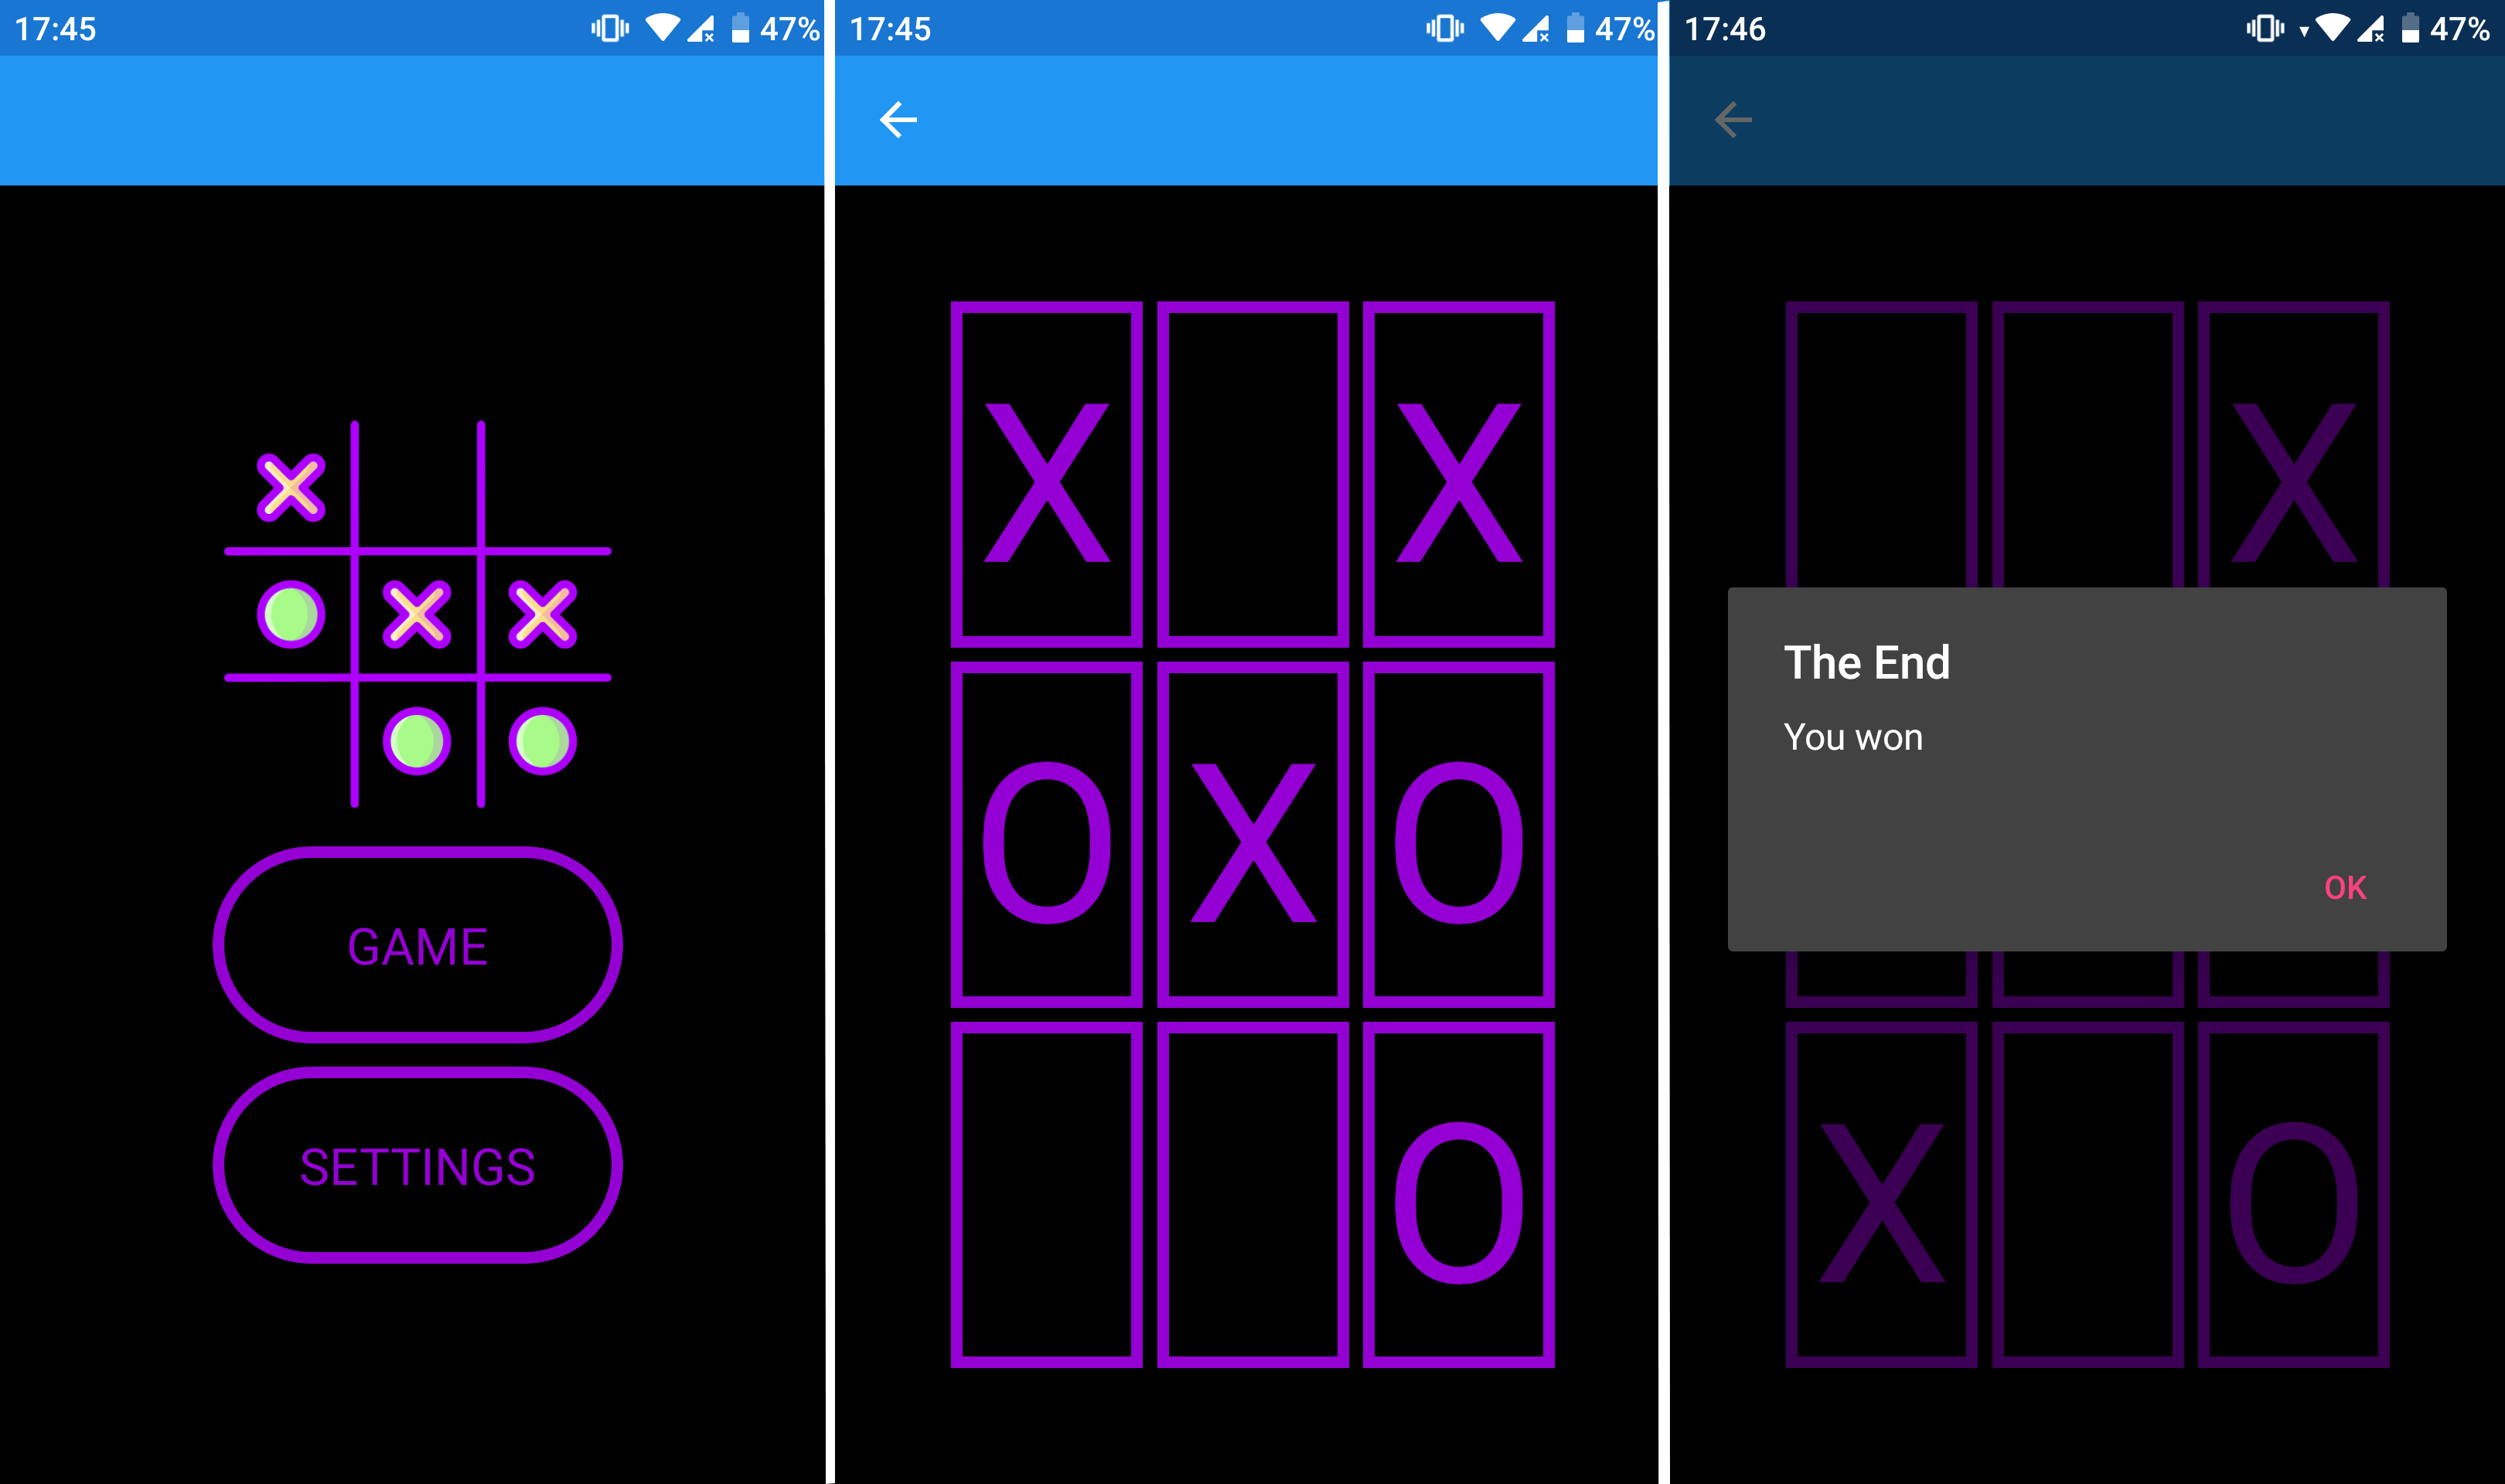 17:45 47%
GAME
SETTINGS
17:45 47%
X X
O X O
O
17:46 47%
X
The End
You won
OK
X O